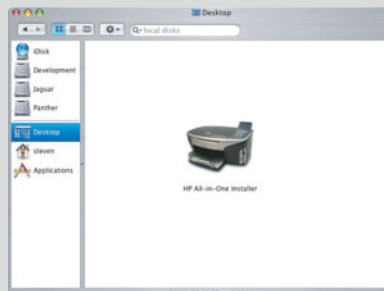 Desktop
local disks
iDisk
Development
Jaguar
Panther
Desktop
steven
Applications
HP All-in-One Installer